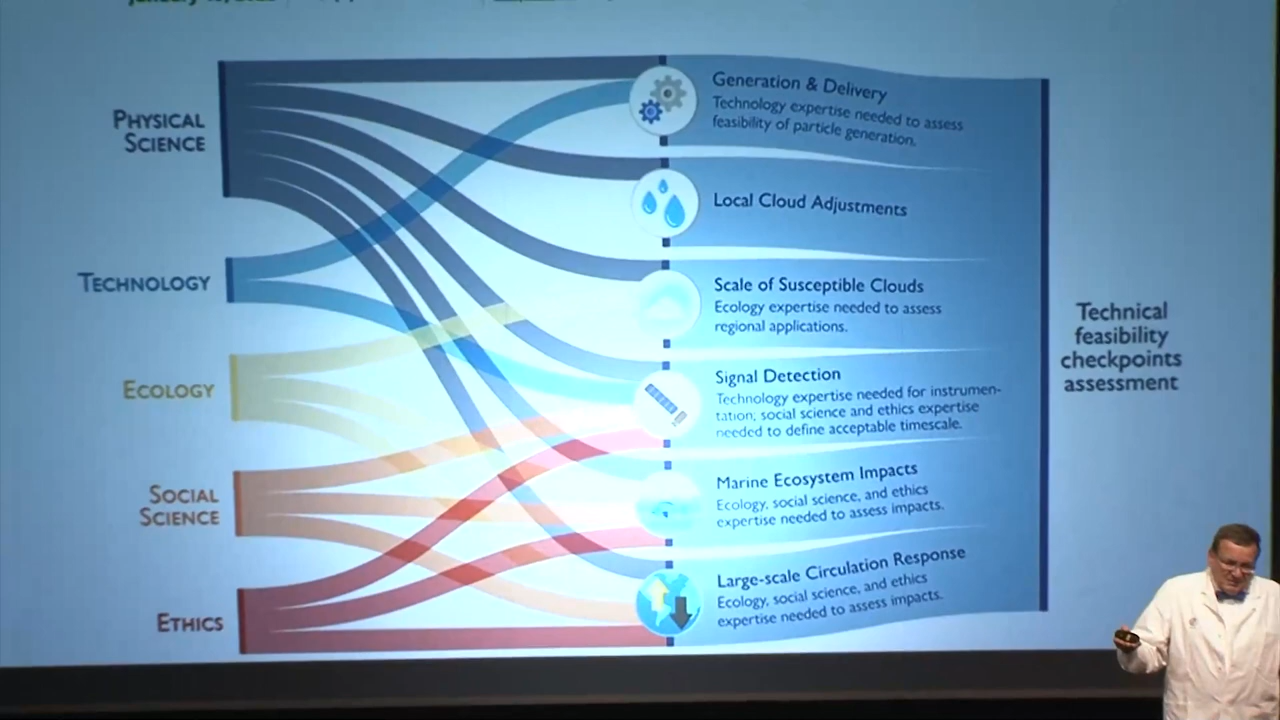 PHYSICAL
SCIENCE
TECHNOLOGY
ECOLOGY
SOCIAL
SCIENCE
ETHICS
Generation & Delivery
Technology expertise needed to assess
feasibility of particle generation.
Local Cloud Adjustments
Scale of Susceptible Clouds
Ecology expertise needed to assess
regional applications.
Signal Detection
Technology expertise needed for instrumen-
tation; social science and ethics expertise
needed to define acceptable timescale.
Marine Ecosystem Impacts
Ecology, social science, and ethics
expertise needed to assess impacts.
Large-scale Circulation Response
Ecology, social science, and ethics
expertise needed to assess impacts.
Technical
feasibility
checkpoints
assessment